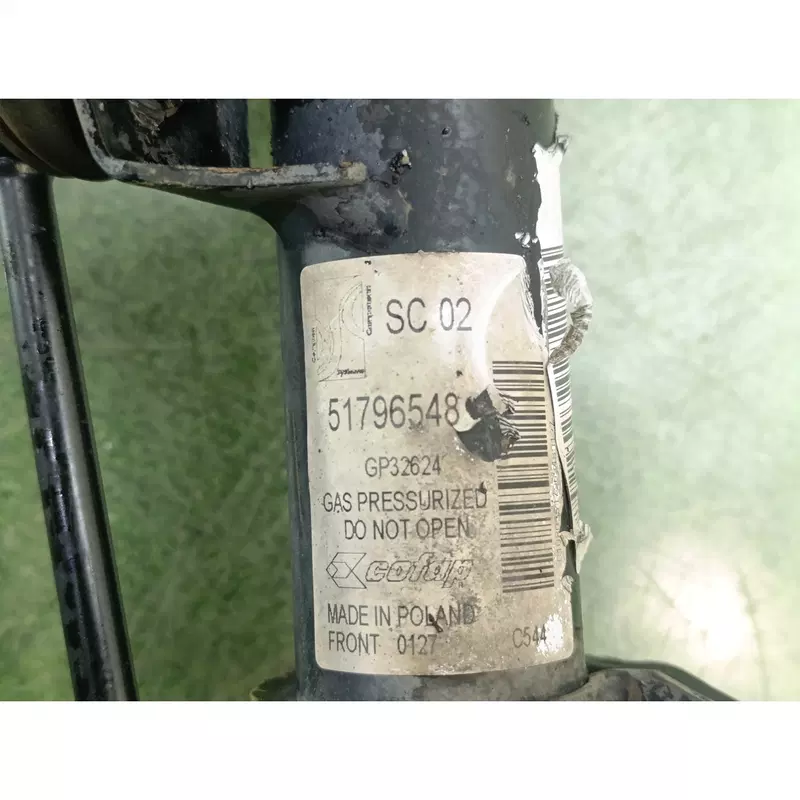 SC 02
51796548
GP32624
GAS PRESSURIZED
DO NOT OPEN
cofap
MADE IN POLAND
FRONT 0127
C544